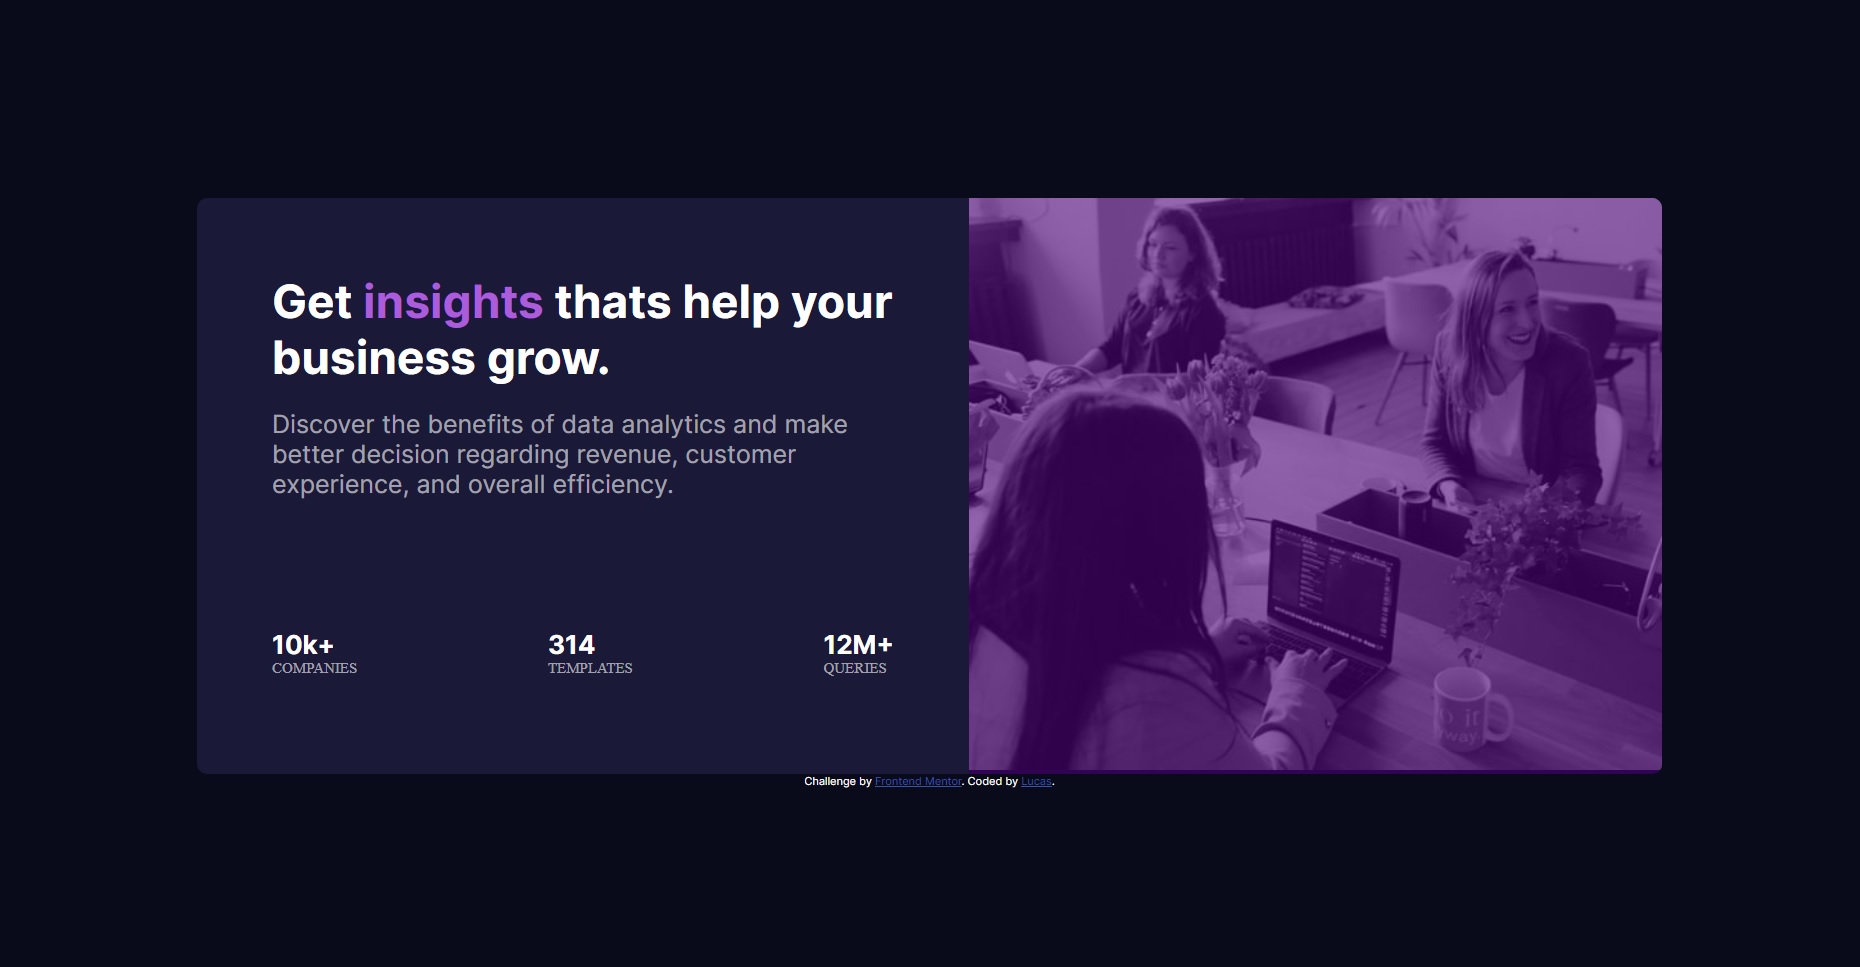 Get insights thats help your
business grow.
Discover the benefits of data analytics and make
better decision regarding revenue, customer
experience, and overall efficiency.
10k+ 314 12M+
COMPANIES TEMPLATES QUERIES
Challenge by Frontend Mentor. Coded by Lucas.